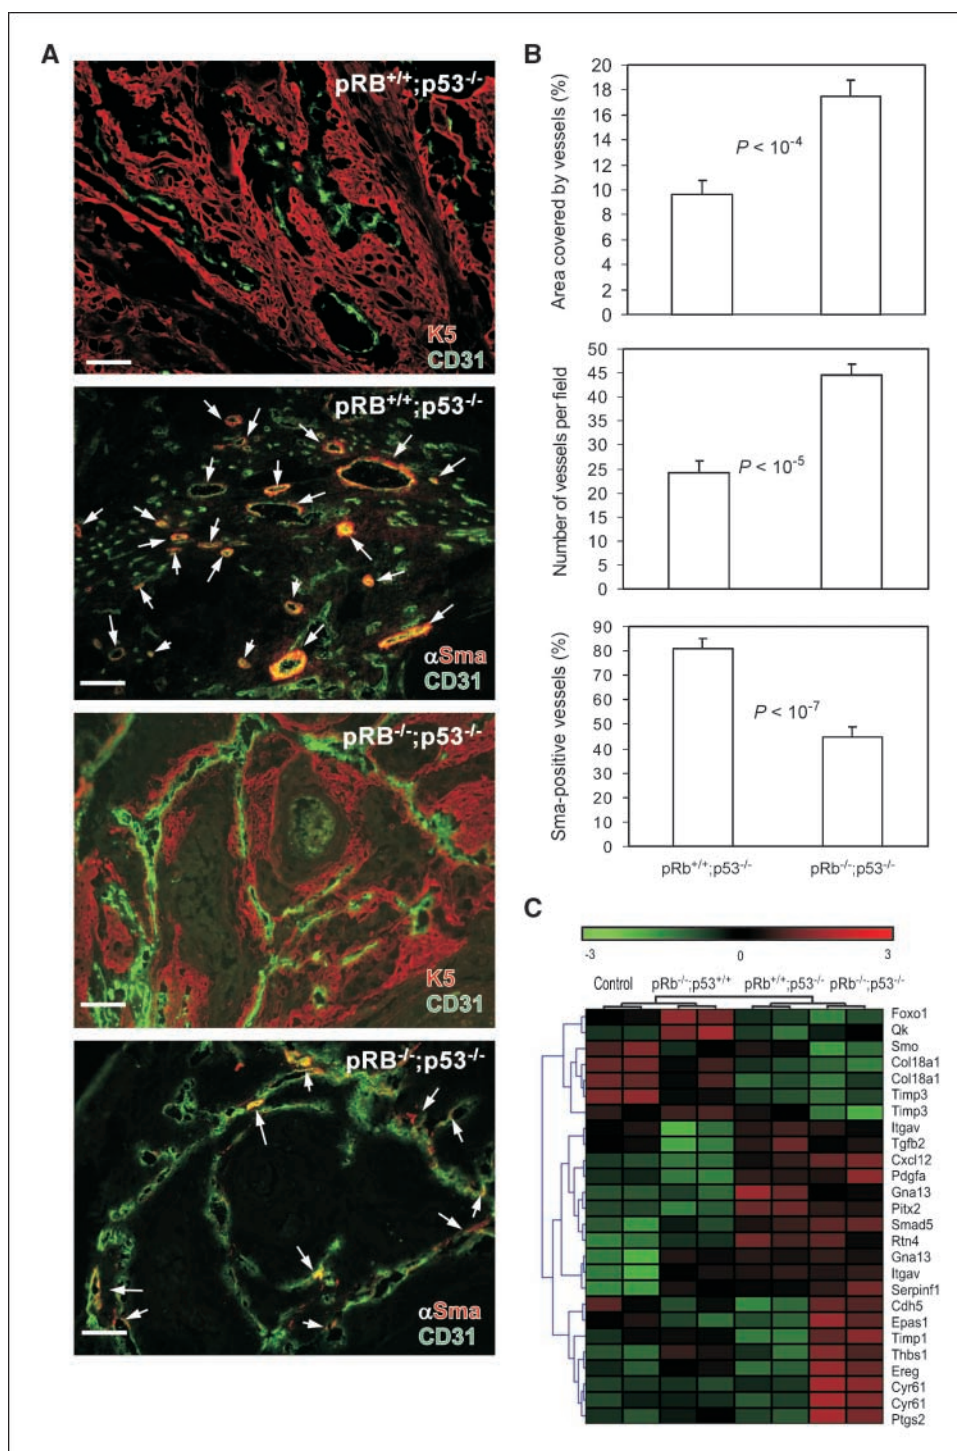 A
pRB+/+;p53-/-
K5
CD31
pRB+/+;p53-/-
αSma
CD31
pRB-/-;p53-/-
K5
CD31
pRB-/-;p53-/-
αSma
CD31
B
Area covered by vessels (%)
20
18
16
14
12
10
8
6
4
2
0
P < 10-4
Number of vessels per field
50
45
40
35
30
25
20
15
10
5
0
P < 10-5
Sma-positive vessels (%)
90
80
70
60
50
40
30
20
10
0
P < 10-7
pRb+/+;p53-/- pRb-/-;p53-/-
C
-3 0 3
Control pRb-/-;p53+/+ pRb+/+;p53-/- pRb-/-;p53-/-
Foxo1
Qk
Smo
Col18a1
Col18a1
Timp3
Timp3
Itgav
Tgfb2
Cxcl12
Pdgfa
Gna13
Pitx2
Smad5
Rtn4
Gna13
Itgav
Serpinf1
Cdh5
Epas1
Timp1
Thbs1
Ereg
Cyr61
Cyr61
Ptgs2